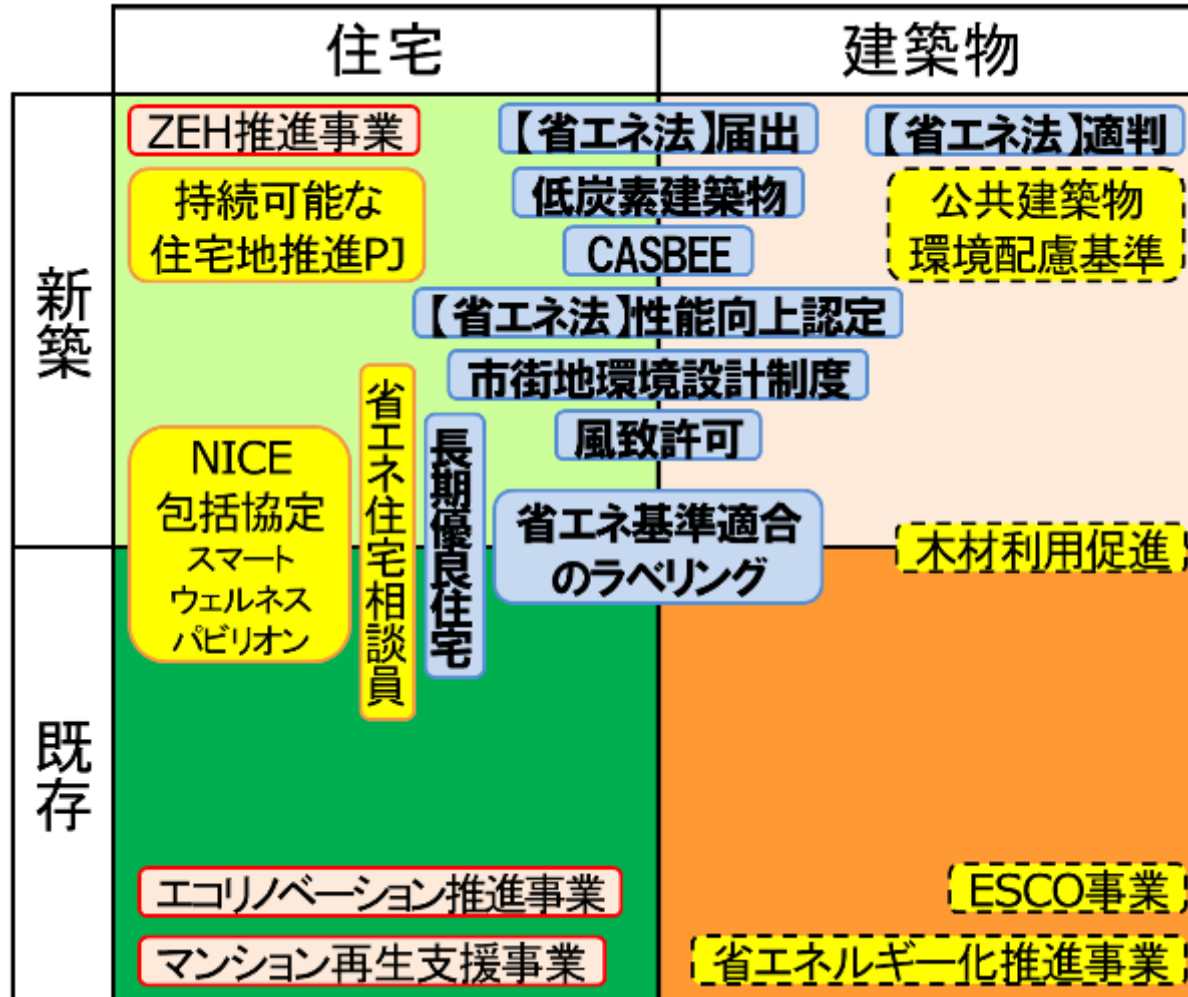 住宅
建築物
新築
ZEH推進事業
【省エネ法】届出
【省エネ法】適判
持続可能な
住宅地推進PJ
低炭素建築物
公共建築物
環境配慮基準
CASBEE
【省エネ法】性能向上認定
市街地環境設計制度
風致許可
省エネ住宅相談員
長期優良住宅
NICE
包括協定
スマート
ウェルネス
パビリオン
省エネ基準適合
のラベリング
木材利用促進
既存
エコリノベーション推進事業
ESCO事業
マンション再生支援事業
省エネルギー化推進事業